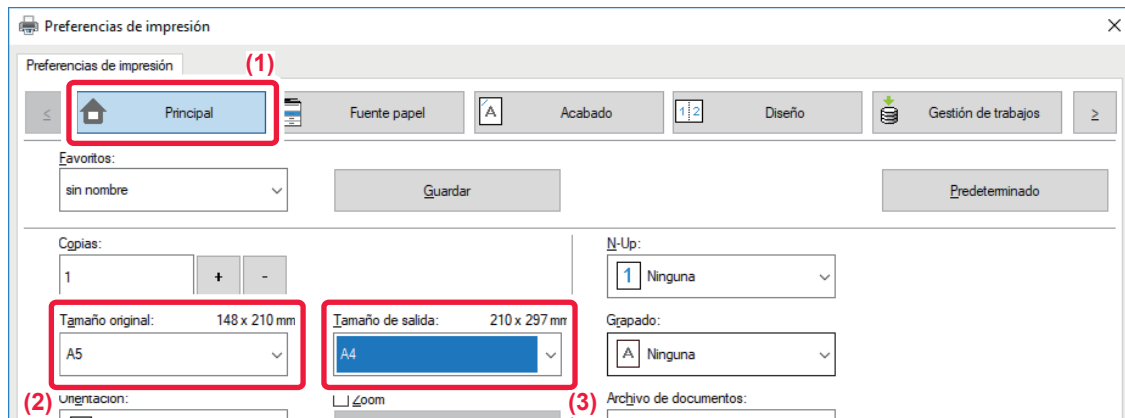 Preferencias de impresión
Preferencias de impresión
(1)
< Principal Fuente papel A Acabado 1 2 Diseño Gestión de trabajos >
Favoritos:
sin nombre Guardar Predeterminado
Copias: N-Up:
1 + - 1 Ninguna
Tamaño original: 148 x 210 mm Tamaño de salida: 210 x 297 mm Grapado:
A5 A4 A Ninguna
(2) Orientación: Zoom (3) Archivo de documentos: